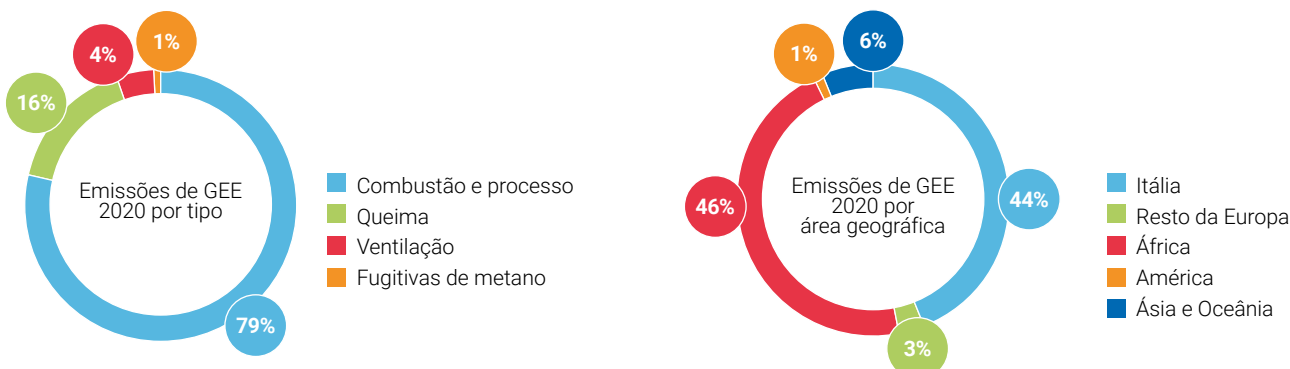 1%
4%
16%
Emissões de GEE
2020 por tipo
79%
Combustão e processo
Queima
Ventilação
Fugitivas de metano
6%
1%
46%
Emissões de GEE
2020 por
área geográfica
44%
3%
Itália
Resto da Europa
África
América
Ásia e Oceânia